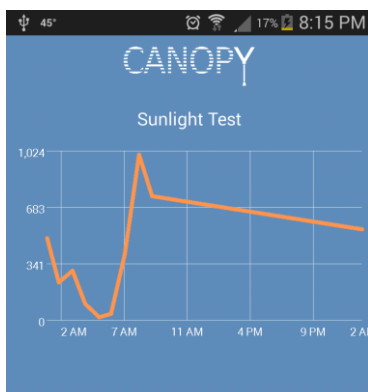 45° 17% 8:15 PM
CANOPY
Sunlight Test
1,024
683
341
0
2 AM 7 AM 11 AM 4 PM 9 PM 2 A